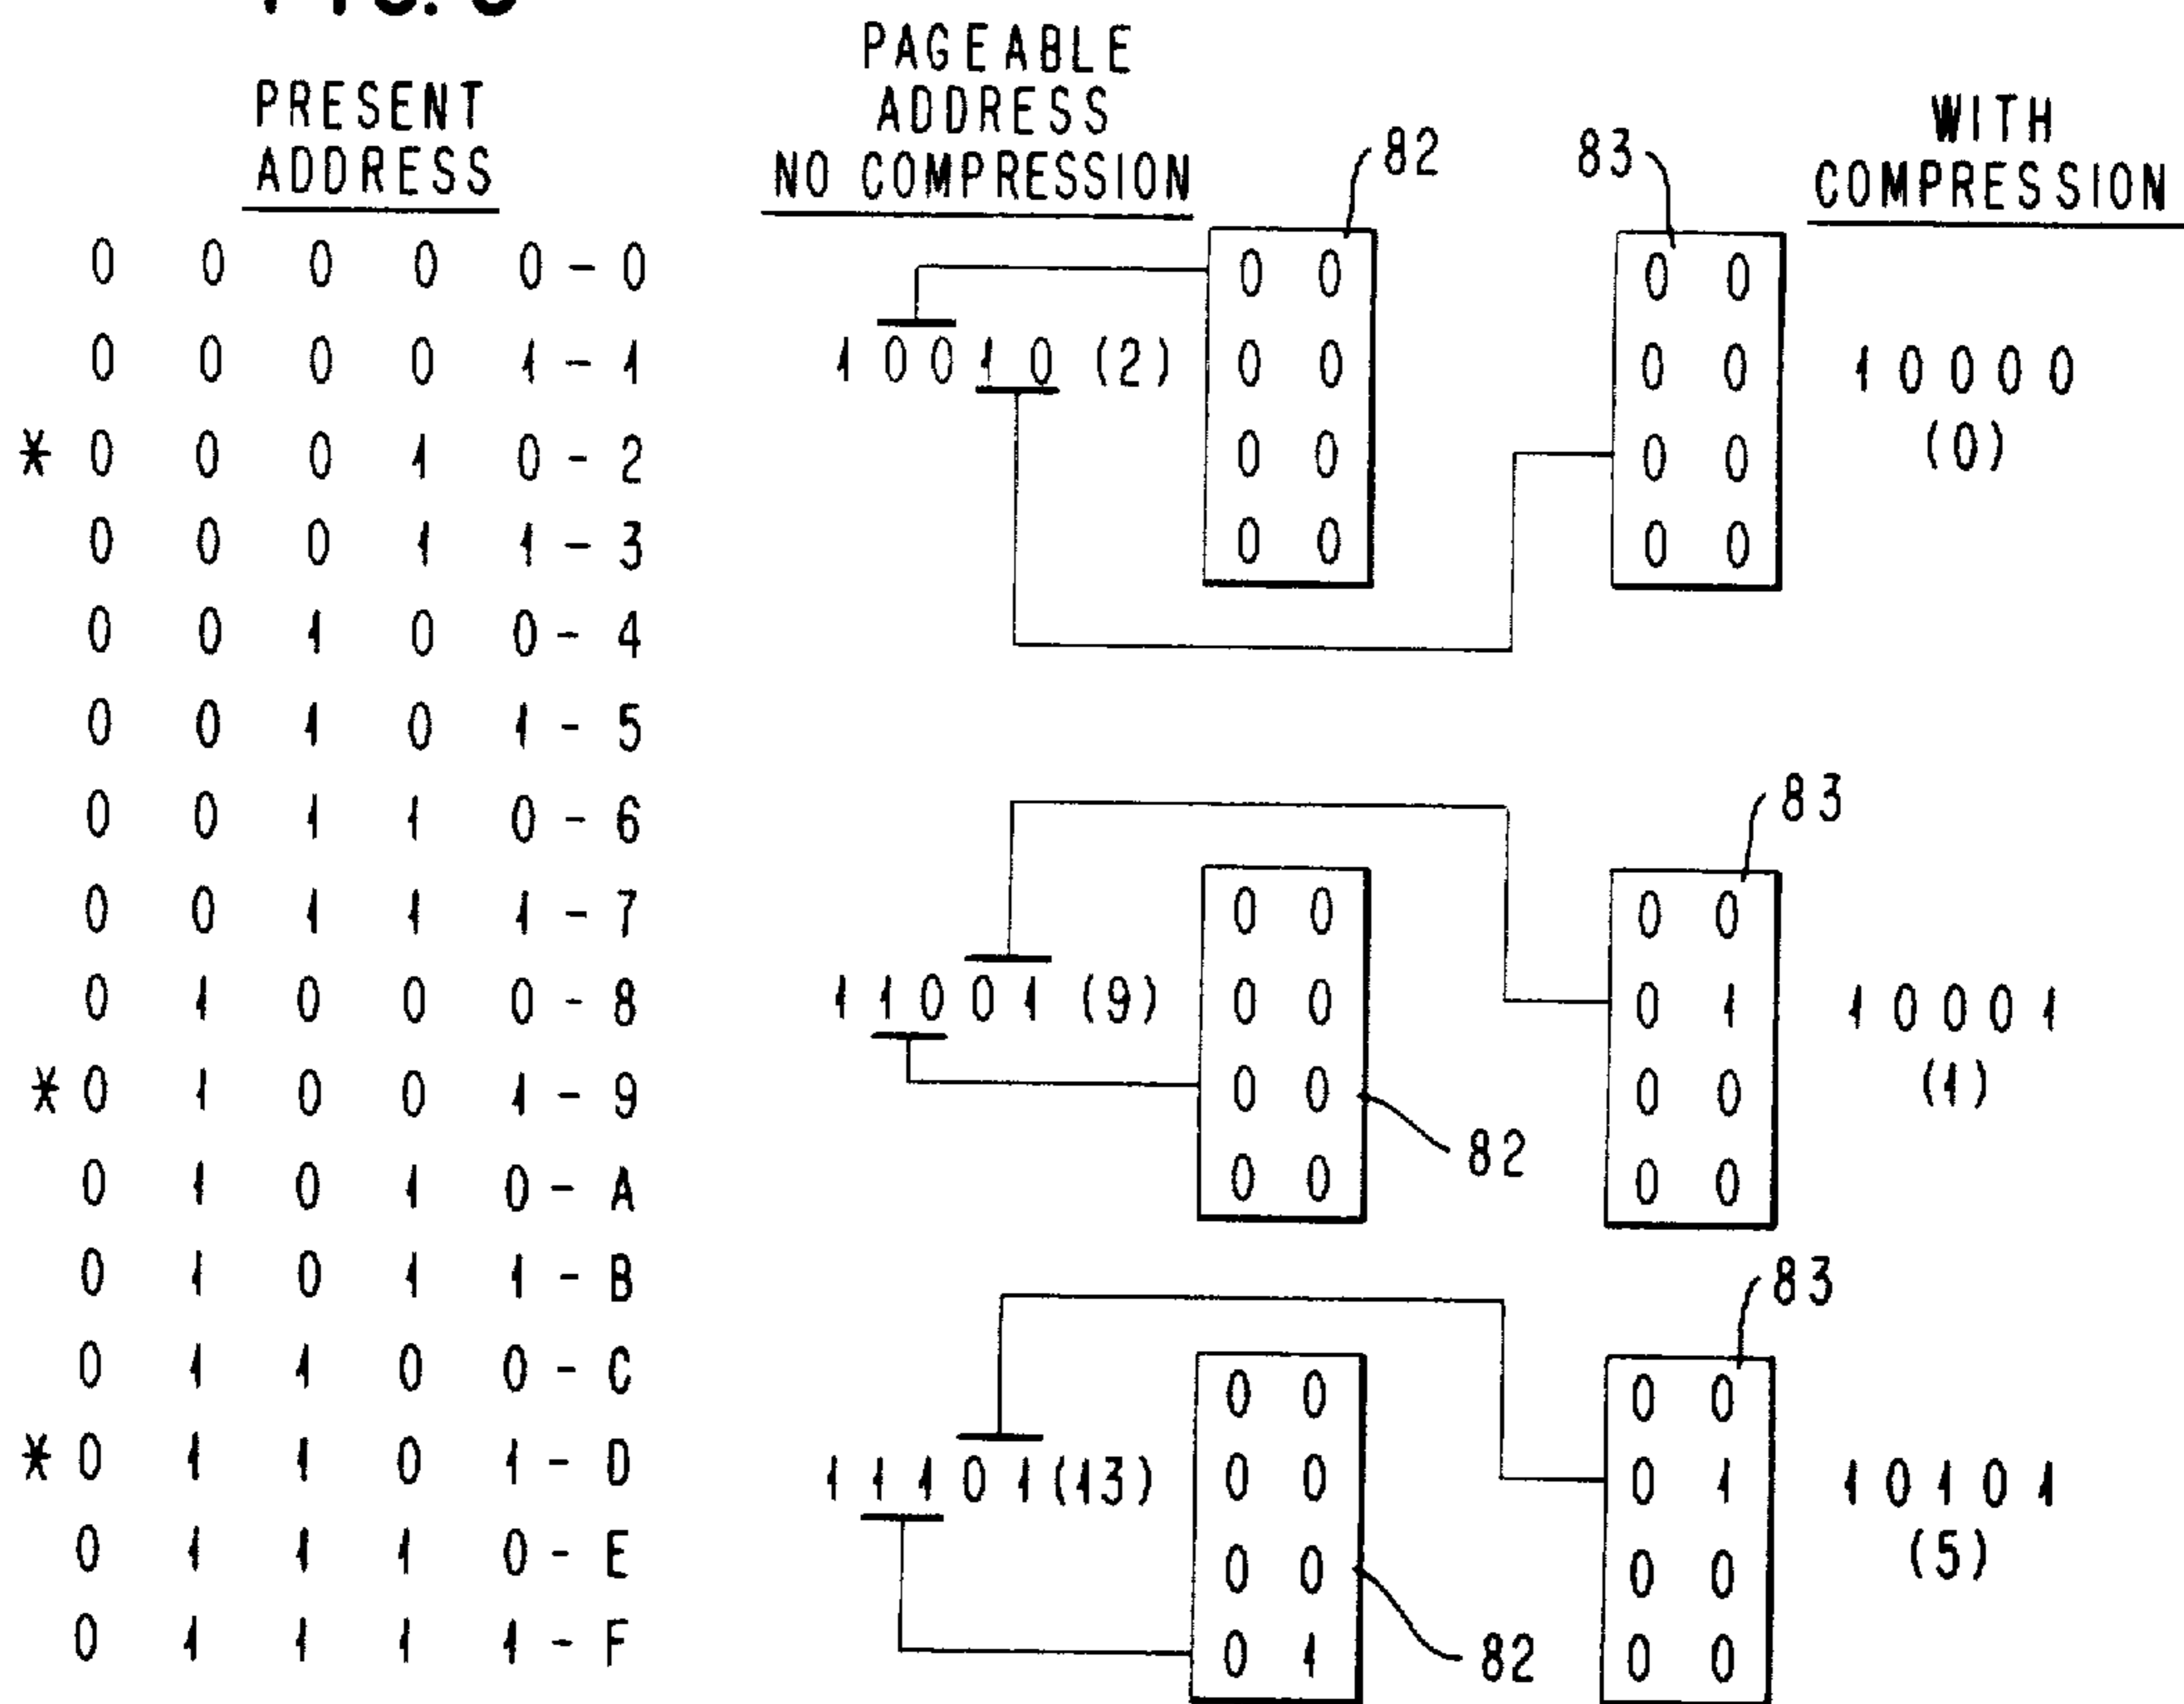 PRESENT
ADDRESS
0 0 0 0 0 - 0
0 0 0 0 1 - 1
* 0 0 0 1 0 - 2
0 0 0 1 1 - 3
0 0 1 0 0 - 4
0 0 1 0 1 - 5
0 0 1 1 0 - 6
0 0 1 1 1 - 7
0 1 0 0 0 - 8
* 0 1 0 0 1 - 9
0 1 0 1 0 - A
0 1 0 1 1 - B
0 1 1 0 0 - C
* 0 1 1 0 1 - D
0 1 1 1 0 - E
0 1 1 1 1 - F
PAGEABLE
ADDRESS
NO COMPRESSION
82
83
WITH
COMPRESSION
1 0 0 1 0 (2)
0 0
0 0
0 0
0 0
0 0
0 0
0 0
0 0
1 0 0 0 0
(0)
83
1 1 0 0 1 (9)
0 0
0 0
0 0
0 0
82
0 0
0 1
0 0
0 0
1 0 0 0 1
(1)
83
1 1 1 0 1 (13)
0 0
0 0
0 0
0 1
82
0 0
0 1
0 0
0 0
1 0 1 0 1
(5)